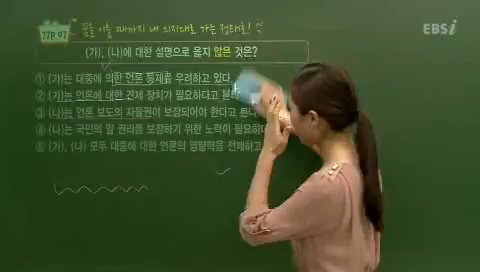 77P 07 꿈을 이룰 때까지 내 의지대로 가는 정태호!
EBSi
(가), (나)에 대한 설명으로 옳지 않은 것은?
① (가)는 대중에 의한 언론 통제를 우려하고 있다.
② (가)는 언론에 대한 견제 장치가 필요하다고 본다
③ (나)는 언론 보도의 자율권이 보장되어야 한다고
④ (나)는 국민의 알 권리를 보장하기 위한 노력이 필요하다
⑤ (가), (나) 모두 대중에 대한 언론의 영향력을 전제하고